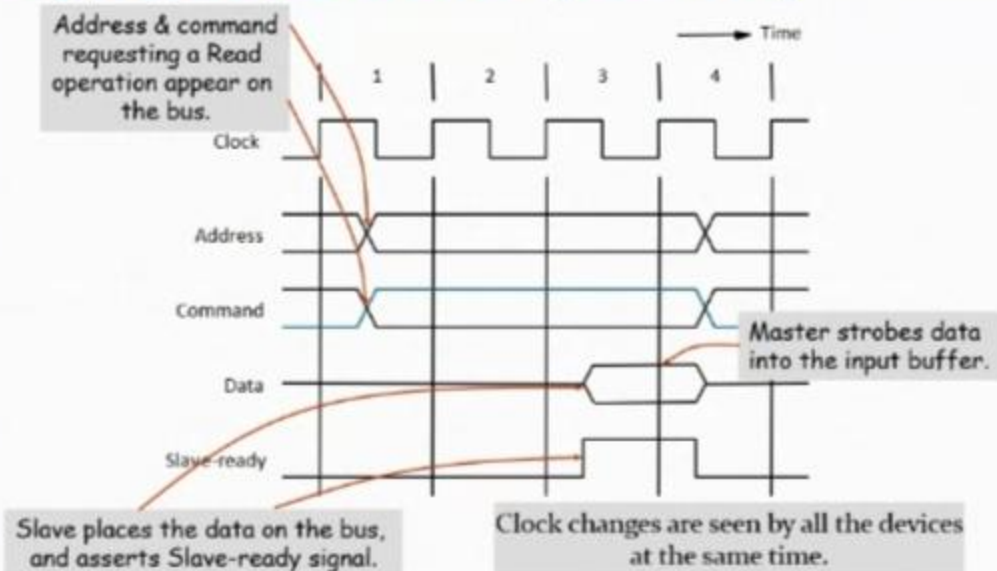 Address & command
requesting a Read
operation appear on
the bus.
Time
1 2 3 4
Clock
Address
Command
Master strobes data
into the input buffer.
Data
Slave-ready
Slave places the data on the bus,
and asserts Slave-ready signal.
Clock changes are seen by all the devices
at the same time.